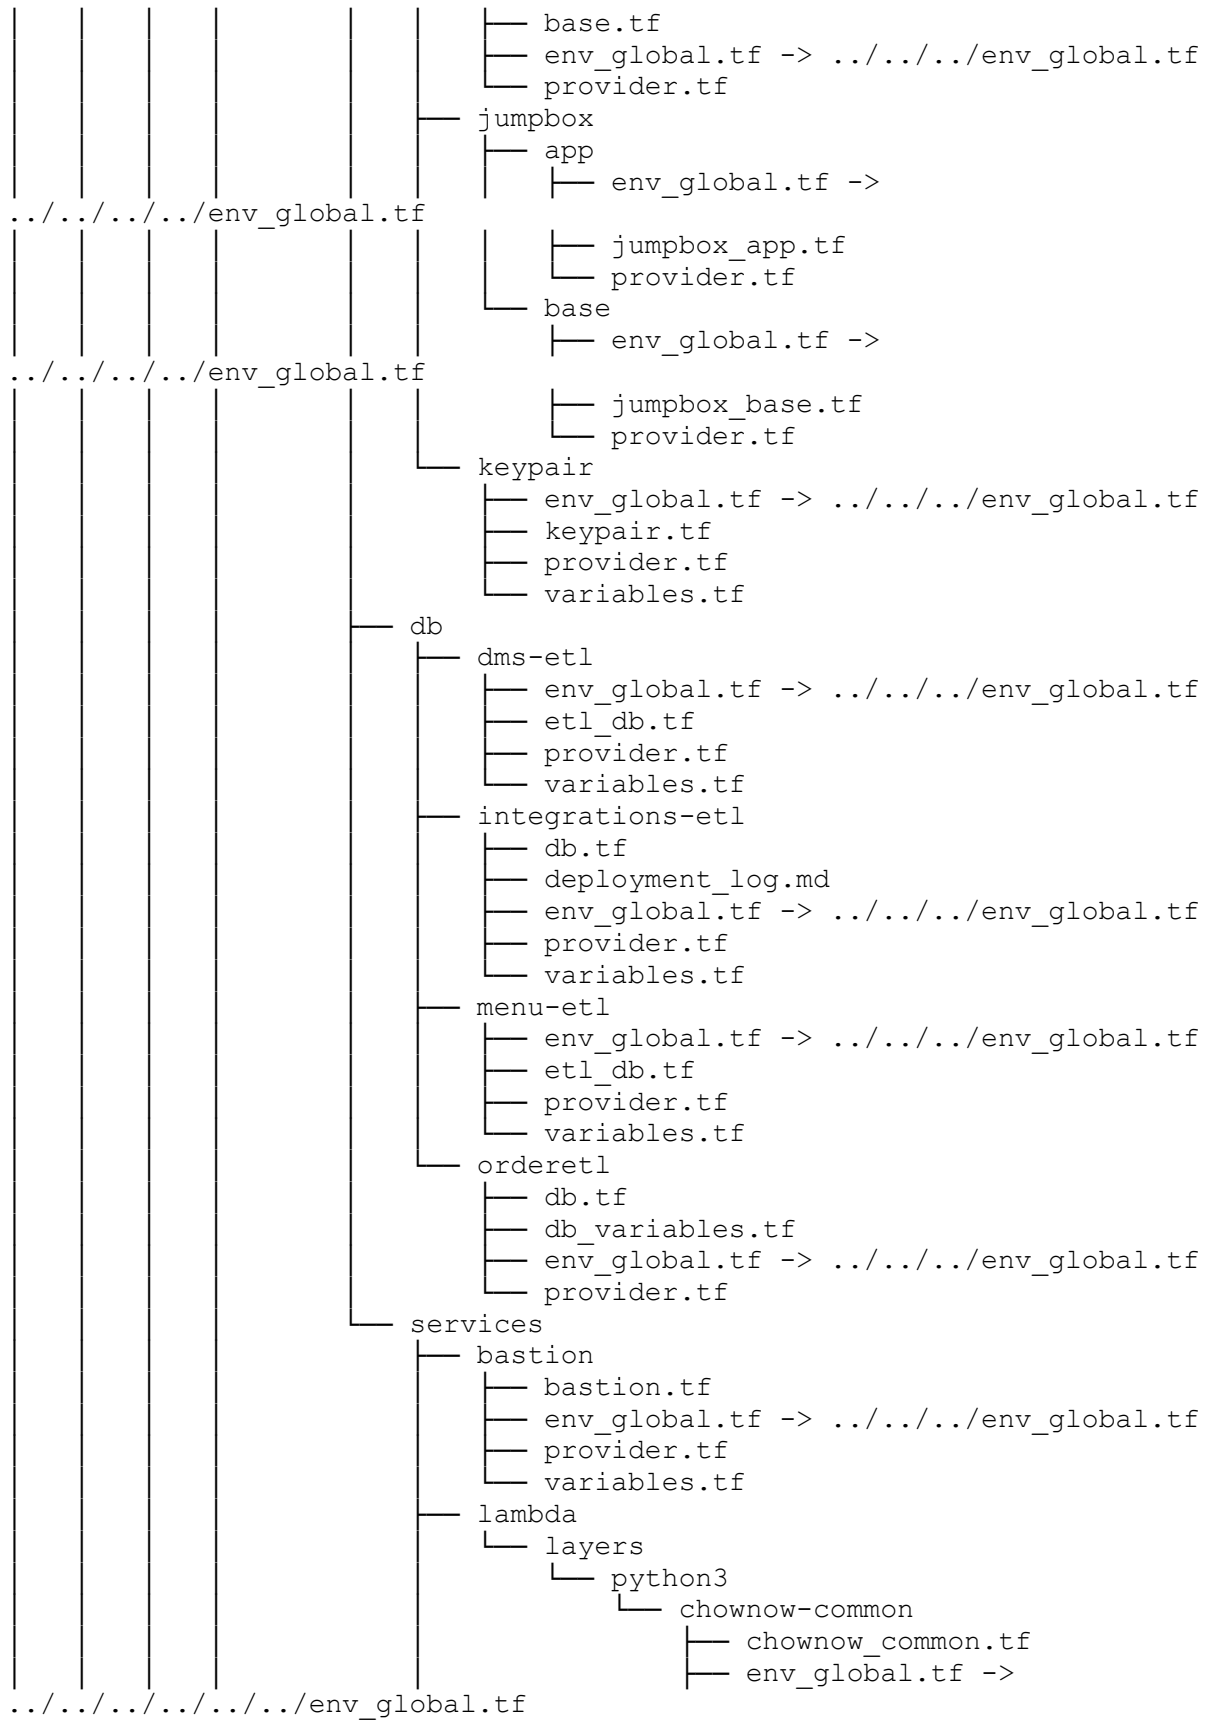 │   │   │   │       │   │   ├── base.tf
│   │   │   │       │   │   ├── env_global.tf -> ../../../env_global.tf
│   │   │   │       │   │   └── provider.tf
│   │   │   │       │   ├── jumpbox
│   │   │   │       │   │   ├── app
│   │   │   │       │   │   │   ├── env_global.tf ->
../../../../env_global.tf
│   │   │   │       │   │   │   ├── jumpbox_app.tf
│   │   │   │       │   │   │   └── provider.tf
│   │   │   │       │   │   └── base
│   │   │   │       │   │       ├── env_global.tf ->
../../../../env_global.tf
│   │   │   │       │   │       ├── jumpbox_base.tf
│   │   │   │       │   │       └── provider.tf
│   │   │   │       │   └── keypair
│   │   │   │       │       ├── env_global.tf -> ../../../env_global.tf
│   │   │   │       │       ├── keypair.tf
│   │   │   │       │       ├── provider.tf
│   │   │   │       │       └── variables.tf
│   │   │   │       ├── db
│   │   │   │       │   ├── dms-etl
│   │   │   │       │   │   ├── env_global.tf -> ../../../env_global.tf
│   │   │   │       │   │   ├── etl_db.tf
│   │   │   │       │   │   ├── provider.tf
│   │   │   │       │   │   └── variables.tf
│   │   │   │       │   ├── integrations-etl
│   │   │   │       │   │   ├── db.tf
│   │   │   │       │   │   ├── deployment_log.md
│   │   │   │       │   │   ├── env_global.tf -> ../../../env_global.tf
│   │   │   │       │   │   ├── provider.tf
│   │   │   │       │   │   └── variables.tf
│   │   │   │       │   ├── menu-etl
│   │   │   │       │   │   ├── env_global.tf -> ../../../env_global.tf
│   │   │   │       │   │   ├── etl_db.tf
│   │   │   │       │   │   ├── provider.tf
│   │   │   │       │   │   └── variables.tf
│   │   │   │       │   └── orderetl
│   │   │   │       │       ├── db.tf
│   │   │   │       │       ├── db_variables.tf
│   │   │   │       │       ├── env_global.tf -> ../../../env_global.tf
│   │   │   │       │       └── provider.tf
│   │   │   │       └── services
│   │   │   │           ├── bastion
│   │   │   │           │   ├── bastion.tf
│   │   │   │           │   ├── env_global.tf -> ../../../env_global.tf
│   │   │   │           │   ├── provider.tf
│   │   │   │           │   └── variables.tf
│   │   │   │           ├── lambda
│   │   │   │           │   └── layers
│   │   │   │           │       └── python3
│   │   │   │           │           └── chownow-common
│   │   │   │           │               ├── chownow_common.tf
│   │   │   │           │               ├── env_global.tf ->
../../../../../../env_global.tf